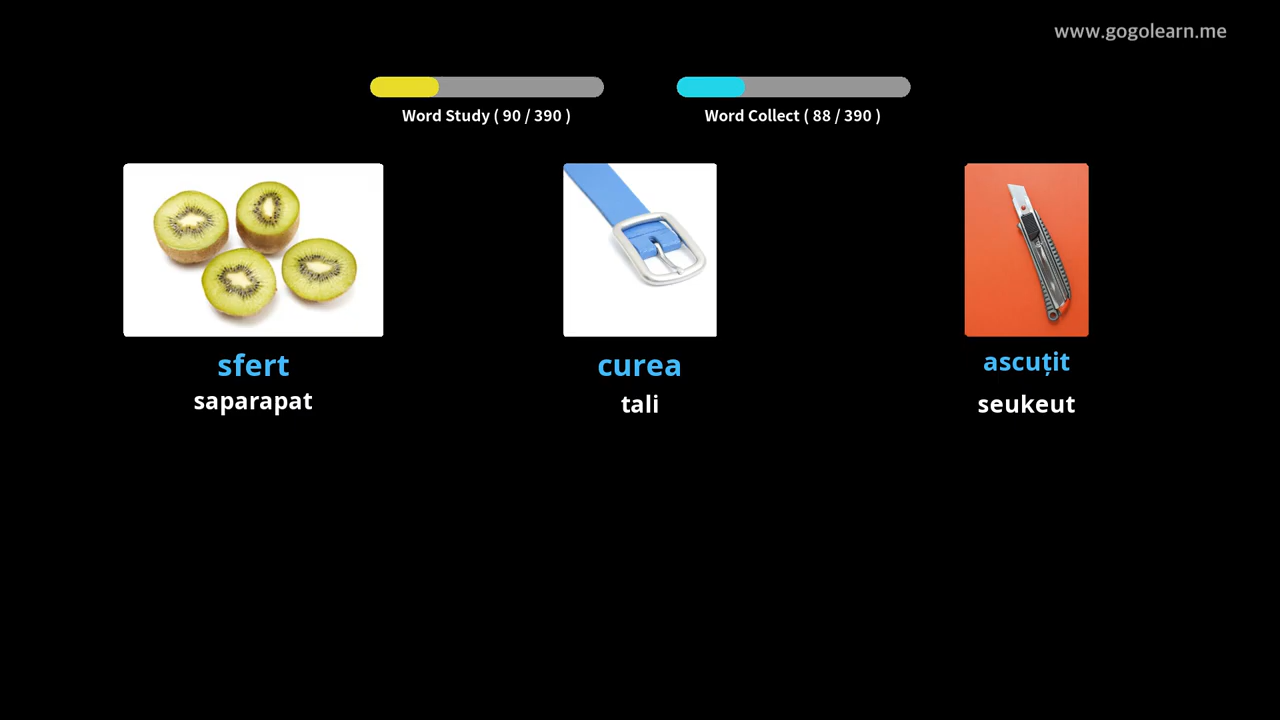 www.gogolearn.me
Word Study ( 90 / 390 )
Word Collect ( 88 / 390 )
sfert
saparapat
curea
tali
ascuțit
seukeut